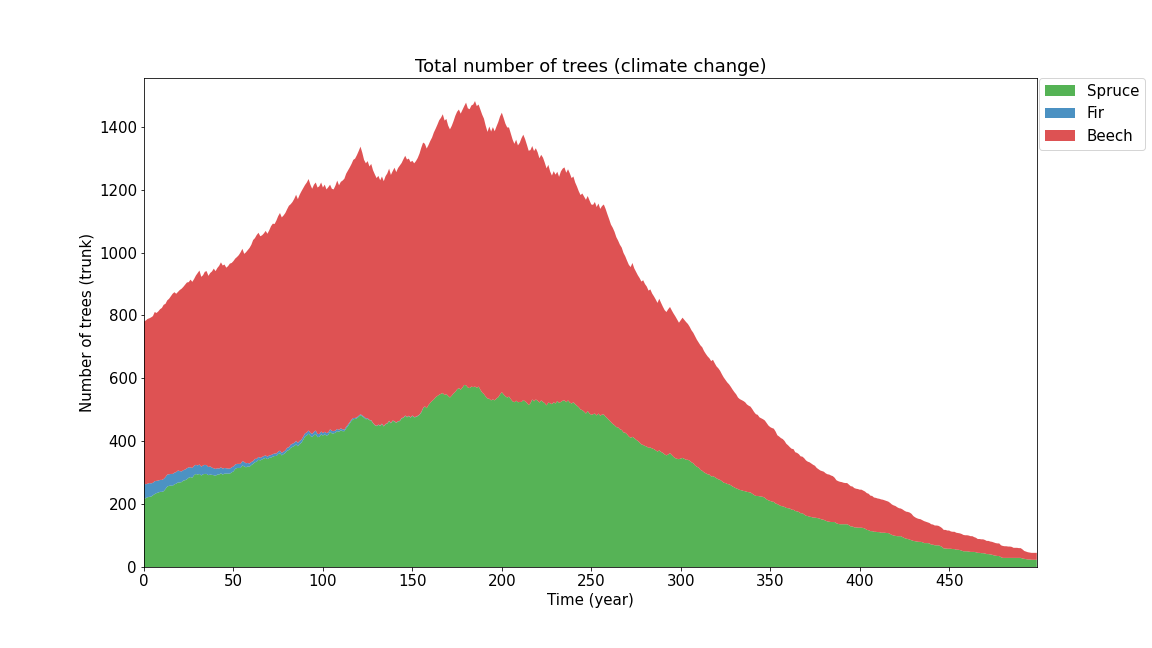 Total number of trees (climate change)
Spruce
Fir
Beech
Number of trees (trunk)
1400
1200
1000
800
600
400
200
0
0 50 100 150 200 250 300 350 400 450
Time (year)